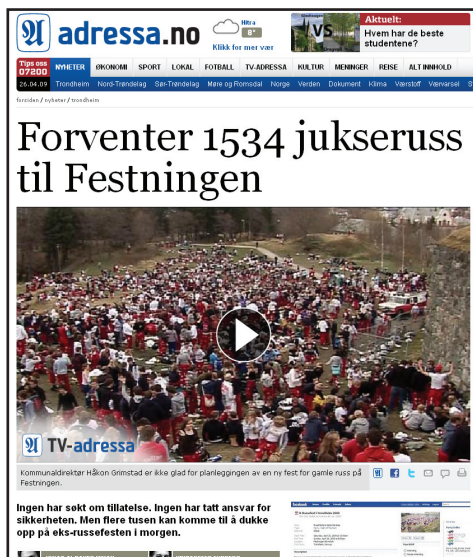 adressa.no
Hitra
8°
Klikk for mer vær
VS
Aktuelt:
Hvem har de beste
studentene?
Tips oss
07200
NYHETER ØKONOMI SPORT LOKAL FOTBALL TV-ADRESSA KULTUR MENINGER REISE ALT INNHOLD
26.04.09 Trondheim Nord-Trøndelag Sør-Trøndelag Møre og Romsdal Norge Verden Dokument Klima Værstoff Værvarsel S
forsiden / nyheter / trondheim
Forventer 1534 jukseruss
til Festningen
TV-adressa
Kommunaldirektør Håkon Grimstad er ikke glad for planleggingen av en ny fest for gamle russ på
Festningen.
Ingen har søkt om tillatelse. Ingen har tatt ansvar for
sikkerheten. Men flere tusen kan komme til å dukke
opp på eks-russefesten i morgen.
facebook